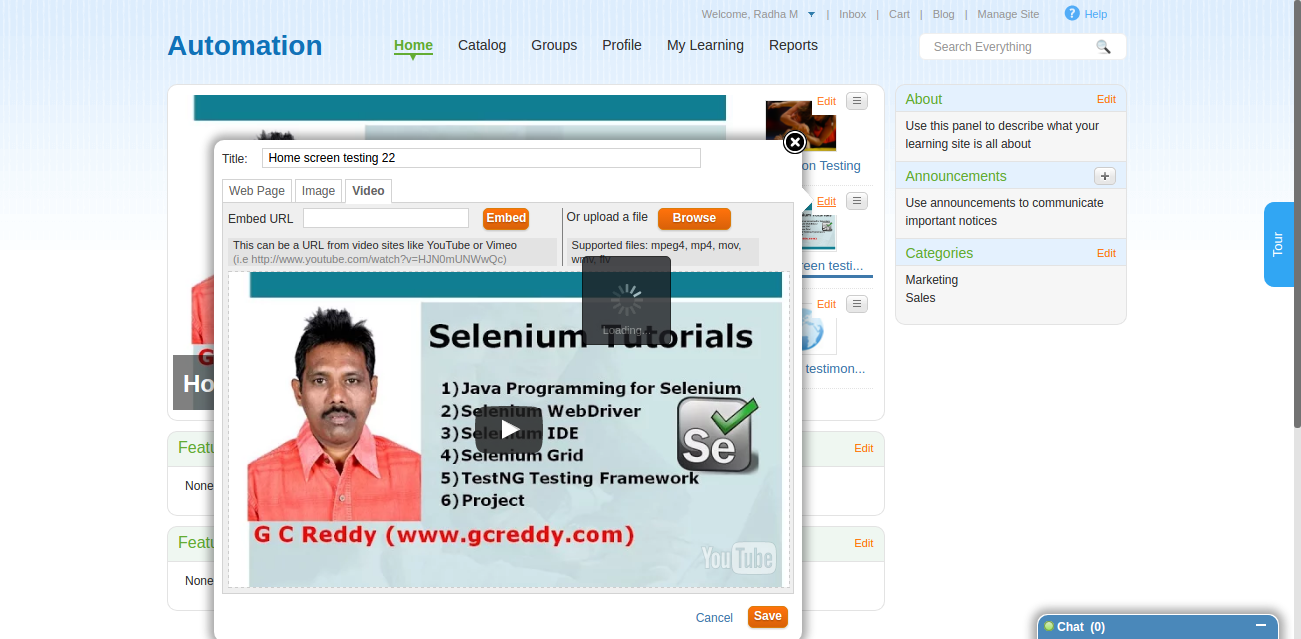 Welcome, Radha M | Inbox | Cart | Blog | Manage Site ? Help
Automation
Home Catalog Groups Profile My Learning Reports
Search Everything
Edit
on Testing
Edit
reen testi...
Edit
testimon...
About Edit
Use this panel to describe what your
learning site is all about
Announcements +
Use announcements to communicate
important notices
Categories Edit
Marketing
Sales
Tour
Title: Home screen testing 22
Web Page Image Video
Embed URL Embed Or upload a file Browse
This can be a URL from video sites like YouTube or Vimeo
(i.e http://www.youtube.com/watch?v=HJN0mUNWwQc)
Supported files: mpeg4, mp4, mov,
wmv, flv
Loading...
Selenium Tutorials
1)Java Programming for Selenium
2)Selenium WebDriver
3)Selenium IDE
4)Selenium Grid
5)TestNG Testing Framework
6)Project
Se
G C Reddy (www.gcreddy.com)
YouTube
Cancel Save
G
Ho
Featu Edit
None
Featu Edit
None
Chat (0)